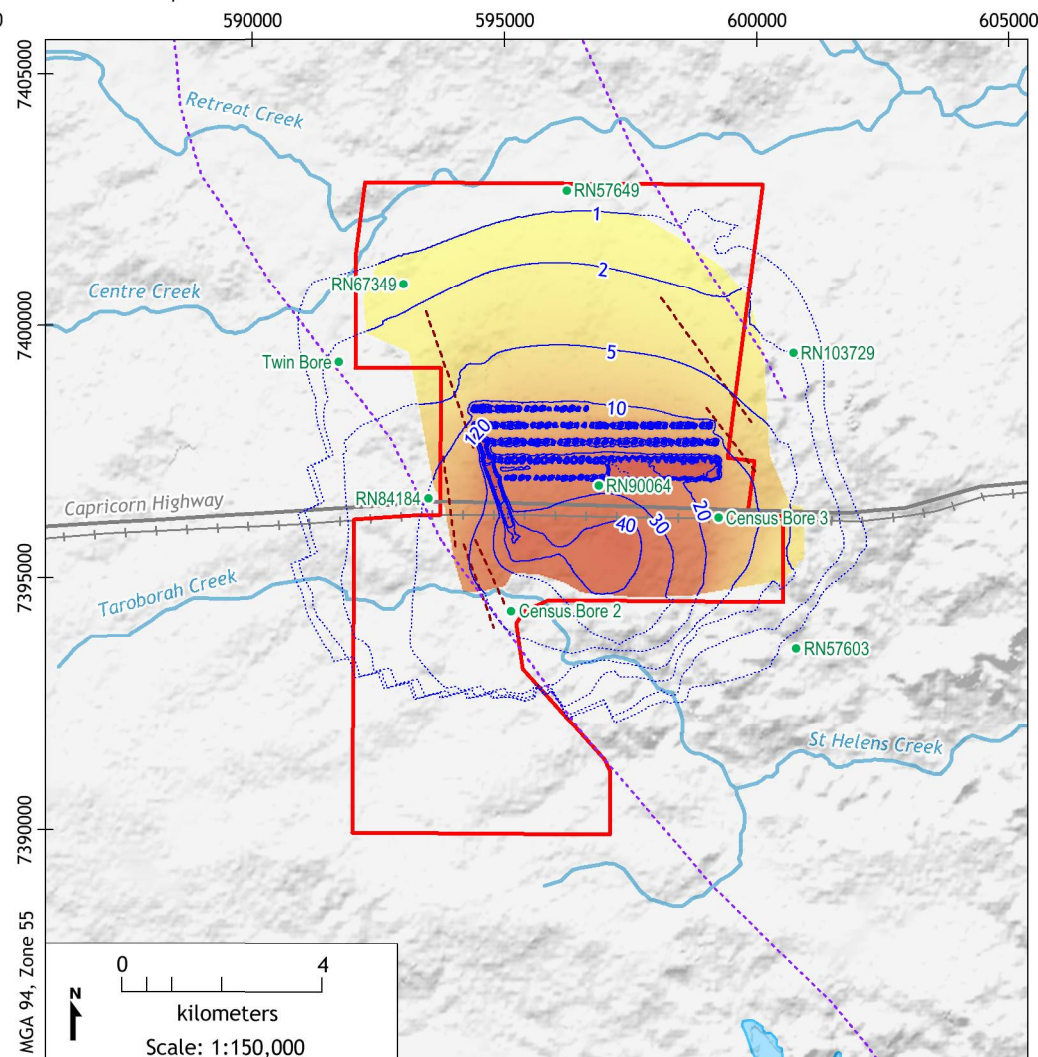 0
590000
595000
600000
605000
7405000
7400000
7395000
7390000
MGA 94, Zone 55
Retreat Creek
RN57649
1
2
RN67349
Centre Creek
Twin Bore
5
RN103729
10
120
RN84184
Capricorn Highway
RN90064
20
Census Bore 3
40
30
Taroborah Creek
Census Bore 2
RN57603
St Helens Creek
0
4
N
kilometers
Scale: 1:150,000